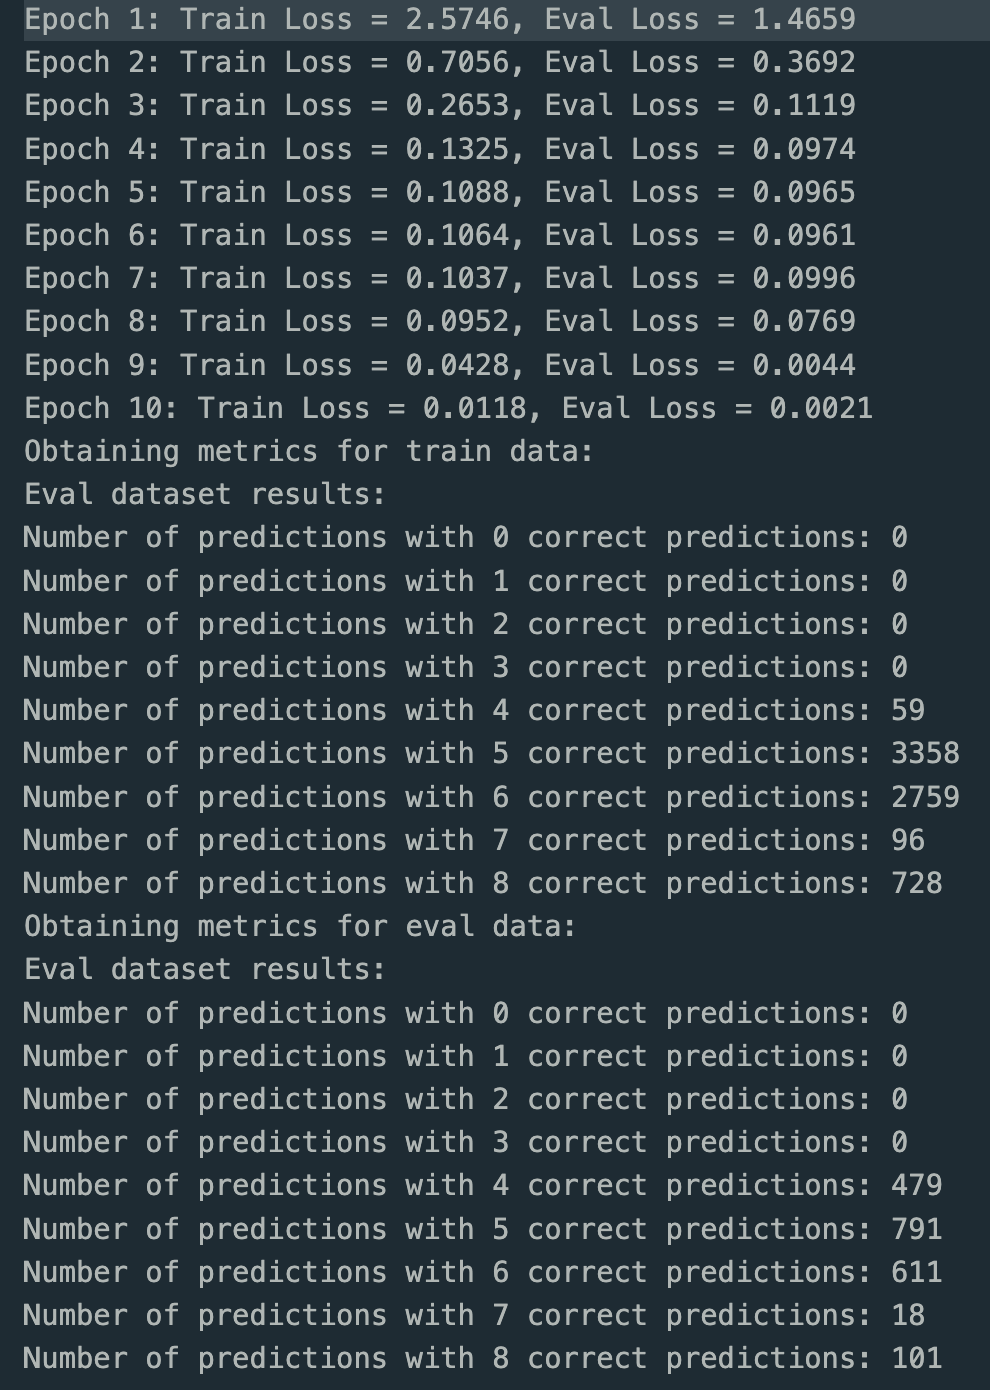 Epoch 1: Train Loss = 2.5746, Eval Loss = 1.4659
Epoch 2: Train Loss = 0.7056, Eval Loss = 0.3692
Epoch 3: Train Loss = 0.2653, Eval Loss = 0.1119
Epoch 4: Train Loss = 0.1325, Eval Loss = 0.0974
Epoch 5: Train Loss = 0.1088, Eval Loss = 0.0965
Epoch 6: Train Loss = 0.1064, Eval Loss = 0.0961
Epoch 7: Train Loss = 0.1037, Eval Loss = 0.0996
Epoch 8: Train Loss = 0.0952, Eval Loss = 0.0769
Epoch 9: Train Loss = 0.0428, Eval Loss = 0.0044
Epoch 10: Train Loss = 0.0118, Eval Loss = 0.0021
Obtaining metrics for train data:
Eval dataset results:
Number of predictions with 0 correct predictions: 0
Number of predictions with 1 correct predictions: 0
Number of predictions with 2 correct predictions: 0
Number of predictions with 3 correct predictions: 0
Number of predictions with 4 correct predictions: 59
Number of predictions with 5 correct predictions: 3358
Number of predictions with 6 correct predictions: 2759
Number of predictions with 7 correct predictions: 96
Number of predictions with 8 correct predictions: 728
Obtaining metrics for eval data:
Eval dataset results:
Number of predictions with 0 correct predictions: 0
Number of predictions with 1 correct predictions: 0
Number of predictions with 2 correct predictions: 0
Number of predictions with 3 correct predictions: 0
Number of predictions with 4 correct predictions: 479
Number of predictions with 5 correct predictions: 791
Number of predictions with 6 correct predictions: 611
Number of predictions with 7 correct predictions: 18
Number of predictions with 8 correct predictions: 101